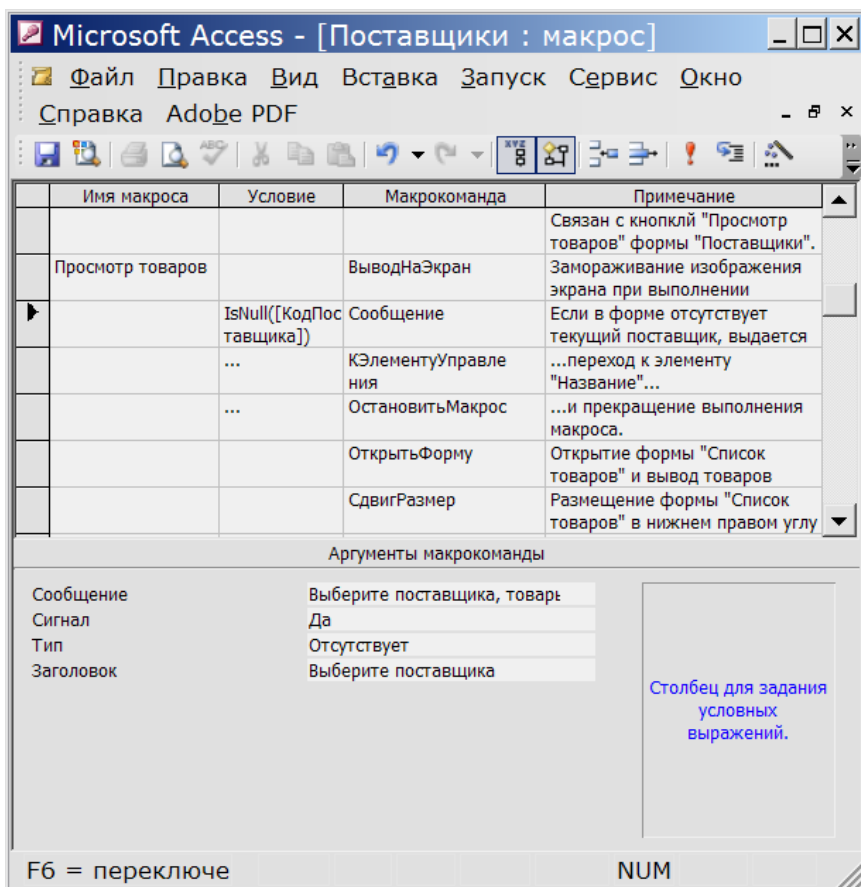 Microsoft Access - [Поставщики : макрос]
Файл Правка Вид Вставка Запуск Сервис Окно
Справка Adobe PDF
Имя макроса Условие Макрокоманда Примечание
Связан с кнопклй "Просмотр
товаров" формы "Поставщики".
Просмотр товаров ВыводНаЭкран Замораживание изображения
экрана при выполнении
IsNull([КодПос Сообщение Если в форме отсутствует
тавщика]) текущий поставщик, выдается
... КЭлементуУправле ...переход к элементу
ния "Название"...
... ОстановитьМакрос ...и прекращение выполнения
макроса.
ОткрытьФорму Открытие формы "Список
товаров" и вывод товаров
СдвигРазмер Размещение формы "Список
товаров" в нижнем правом углу
Аргументы макрокоманды
Сообщение Выберите поставщика, товары
Сигнал Да
Тип Отсутствует
Заголовок Выберите поставщика
Столбец для задания
условных
выражений.
F6 = переключе NUM